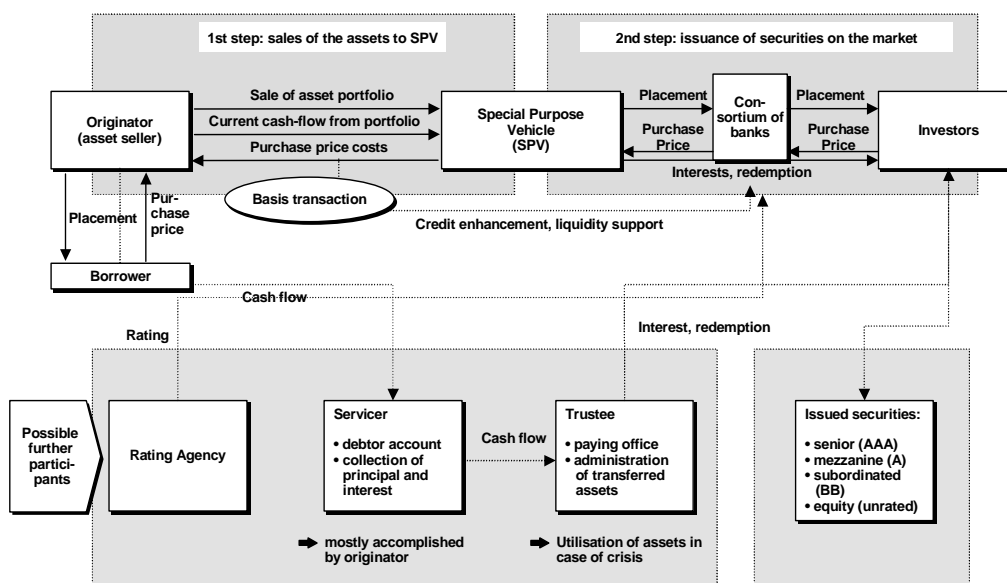 1st step: sales of the assets to SPV
2nd step: issuance of securities on the market
Originator
(asset seller)
Sale of asset portfolio
Current cash-flow from portfolio
Purchase price costs
Special Purpose
Vehicle
(SPV)
Placement
Purchase
Price
Con-
sortium of
banks
Placement
Purchase
Price
Investors
Interests, redemption
Basis transaction
Credit enhancement, liquidity support
Placement
Pur-
chase
price
Borrower
Cash flow
Rating
Interest, redemption
Possible
further
partici-
pants
Rating Agency
Servicer
• debtor account
• collection of
principal and
interest
Cash flow
Trustee
• paying office
• administration
of transferred
assets
Issued securities:
• senior (AAA)
• mezzanine (A)
• subordinated
(BB)
• equity (unrated)
mostly accomplished
by originator
Utilisation of assets in
case of crisis